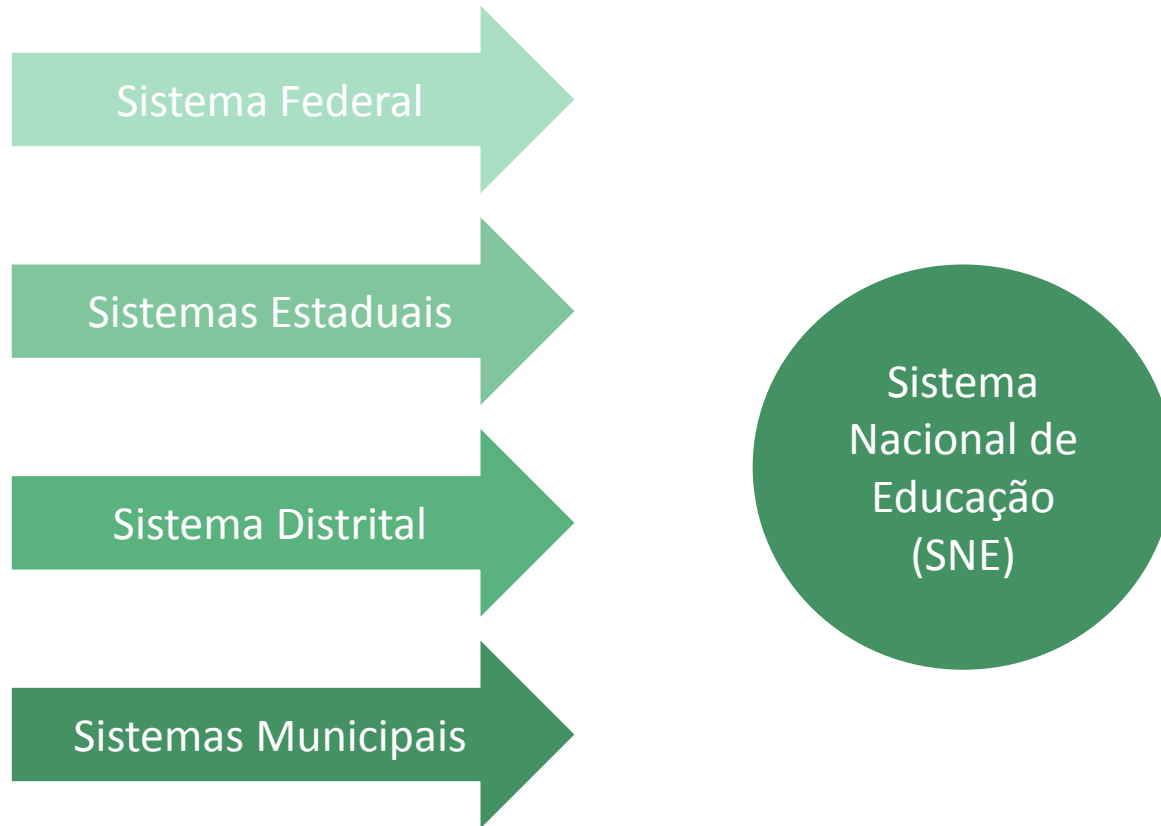 Sistema Federal
Sistemas Estaduais
Sistema Distrital
Sistemas Municipais
Sistema
Nacional de
Educação
(SNE)